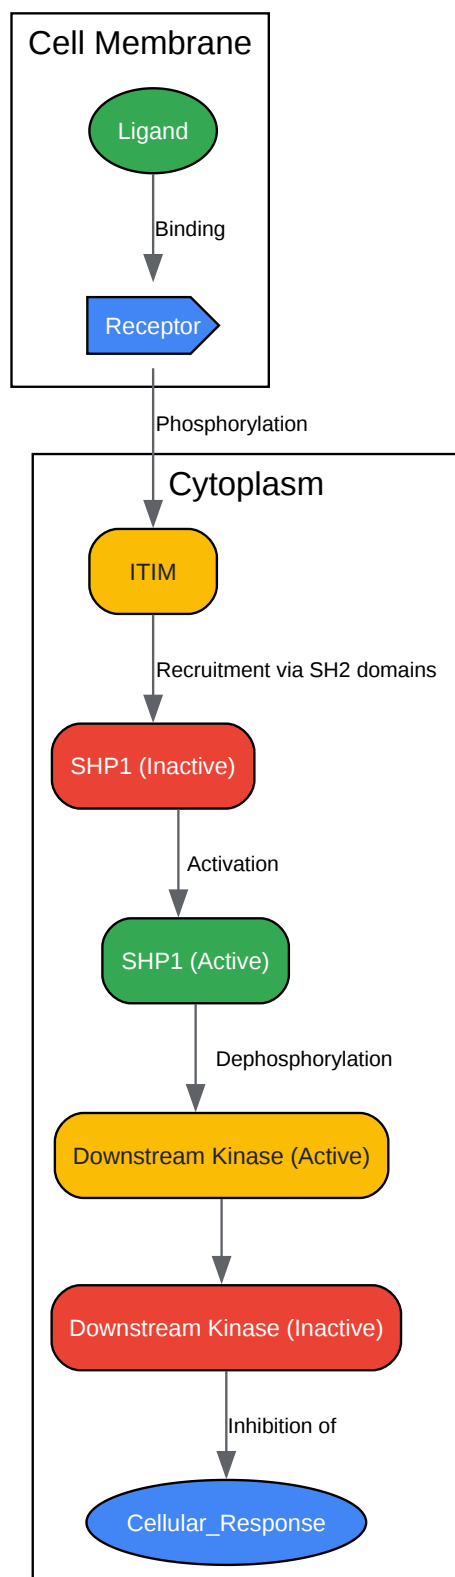 Cell Membrane
Ligand
Binding
Receptor
Phosphorylation
Cytoplasm
ITIM
Recruitment via SH2 domains
SHP1 (Inactive)
Activation
SHP1 (Active)
Dephosphorylation
Downstream Kinase (Active)
Downstream Kinase (Inactive)
Inhibition of
Cellular_Response